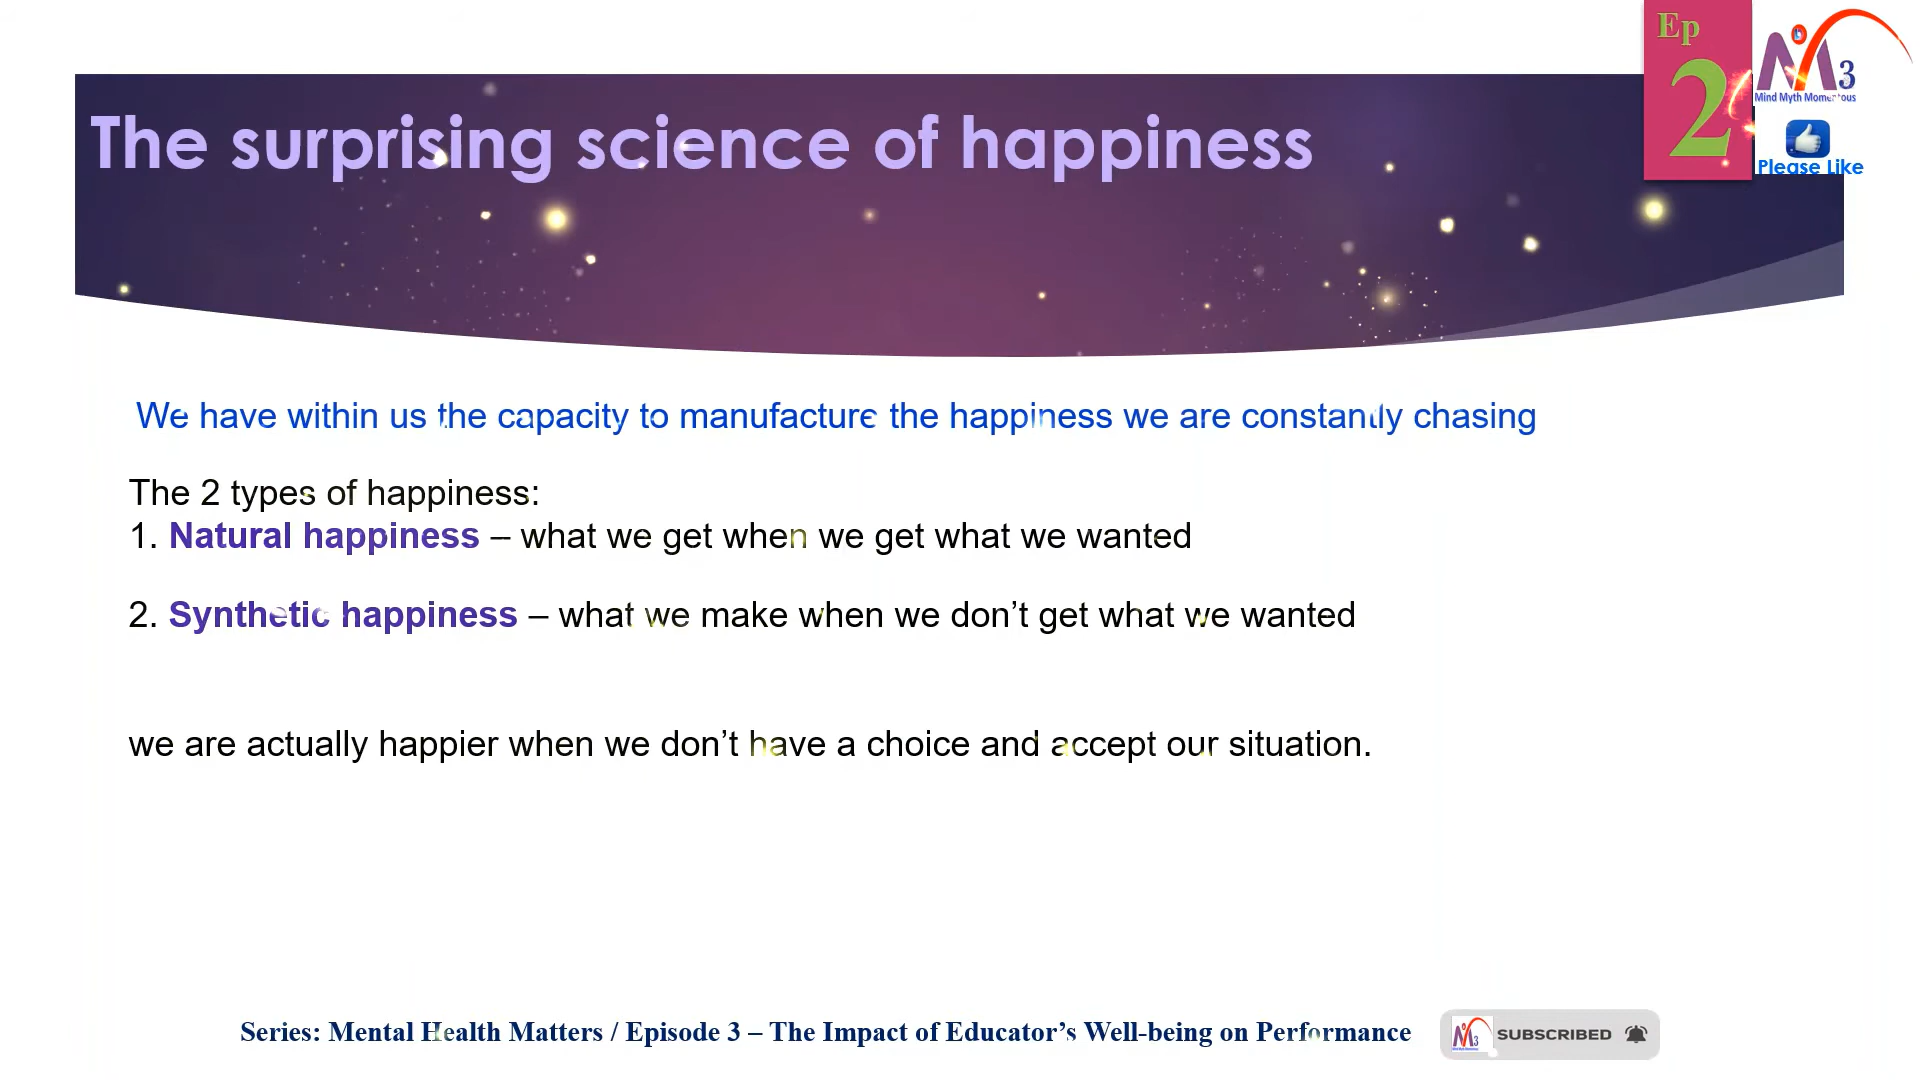 Ep
2
M3
Mind Myth Momentous
Please Like
The surprising science of happiness
We have within us the capacity to manufacture the happiness we are constantly chasing
The 2 types of happiness:
1. Natural happiness – what we get when we get what we wanted
2. Synthetic happiness – what we make when we don’t get what we wanted
we are actually happier when we don’t have a choice and accept our situation.
Series: Mental Health Matters / Episode 3 – The Impact of Educator’s Well-being on Performance
M3
SUBSCRIBED